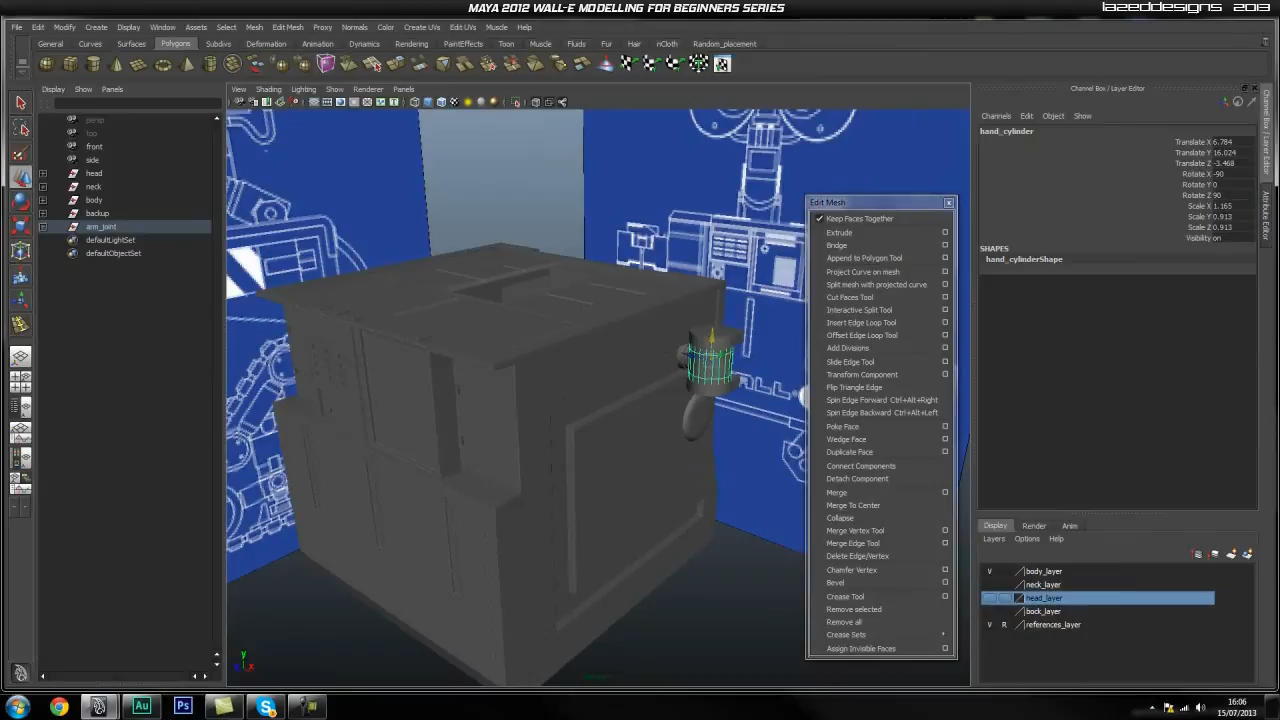 MAYA 2012 WALL-E MODELLING FOR BEGINNERS SERIES
LAZEDDESIGNS 2013
File Edit Modify Create Display Window Assets Select Mesh Edit Mesh Proxy Normals Color Create UVs Edit UVs Muscle Help
General Curves Surfaces Polygons Subdivs Deformation Animation Dynamics Rendering PaintEffects Toon Muscle Fluids Fur Hair nCloth Random_placement
Display Show Panels
View Shading Lighting Show Renderer Panels
Channel Box / Layer Editor
persp
top
front
side
head
neck
body
backup
arm_joint
defaultLightSet
defaultObjectSet
Edit Mesh
Keep Faces Together
Extrude
Bridge
Append to Polygon Tool
Project Curve on mesh
Split mesh with projected curve
Cut Faces Tool
Interactive Split Tool
Insert Edge Loop Tool
Offset Edge Loop Tool
Add Divisions
Slide Edge Tool
Transform Component
Flip Triangle Edge
Spin Edge Forward Ctrl+Alt+Right
Spin Edge Backward Ctrl+Alt+Left
Poke Face
Wedge Face
Duplicate Face
Connect Components
Detach Component
Merge
Merge To Center
Collapse
Merge Vertex Tool
Merge Edge Tool
Delete Edge/Vertex
Chamfer Vertex
Bevel
Crease Tool
Remove selected
Remove all
Crease Sets
Assign Invisible Faces
Channels Edit Object Show
hand_cylinder
Translate X 6.784
Translate Y 16.024
Translate Z -3.468
Rotate X -90
Rotate Y 0
Rotate Z 90
Scale X 1.165
Scale Y 0.913
Scale Z 0.913
Visibility on
SHAPES
hand_cylinderShape
Channel Box / Layer Editor
Attribute Editor
Display Render Anim
Layers Options Help
V body_layer
neck_layer
head_layer
bock_layer
V R references_layer
y
z x
Au Ps
16:06
15/07/2013